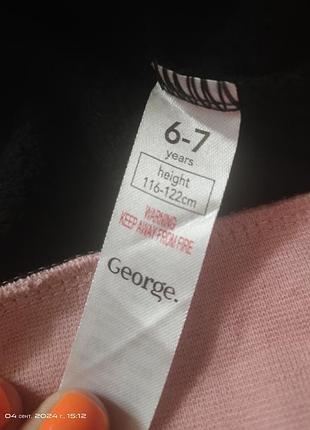 6-7
years
height
116-122cm
WARNING
KEEP AWAY FROM FIRE
George.
04 сент. 2024 г., 15:12